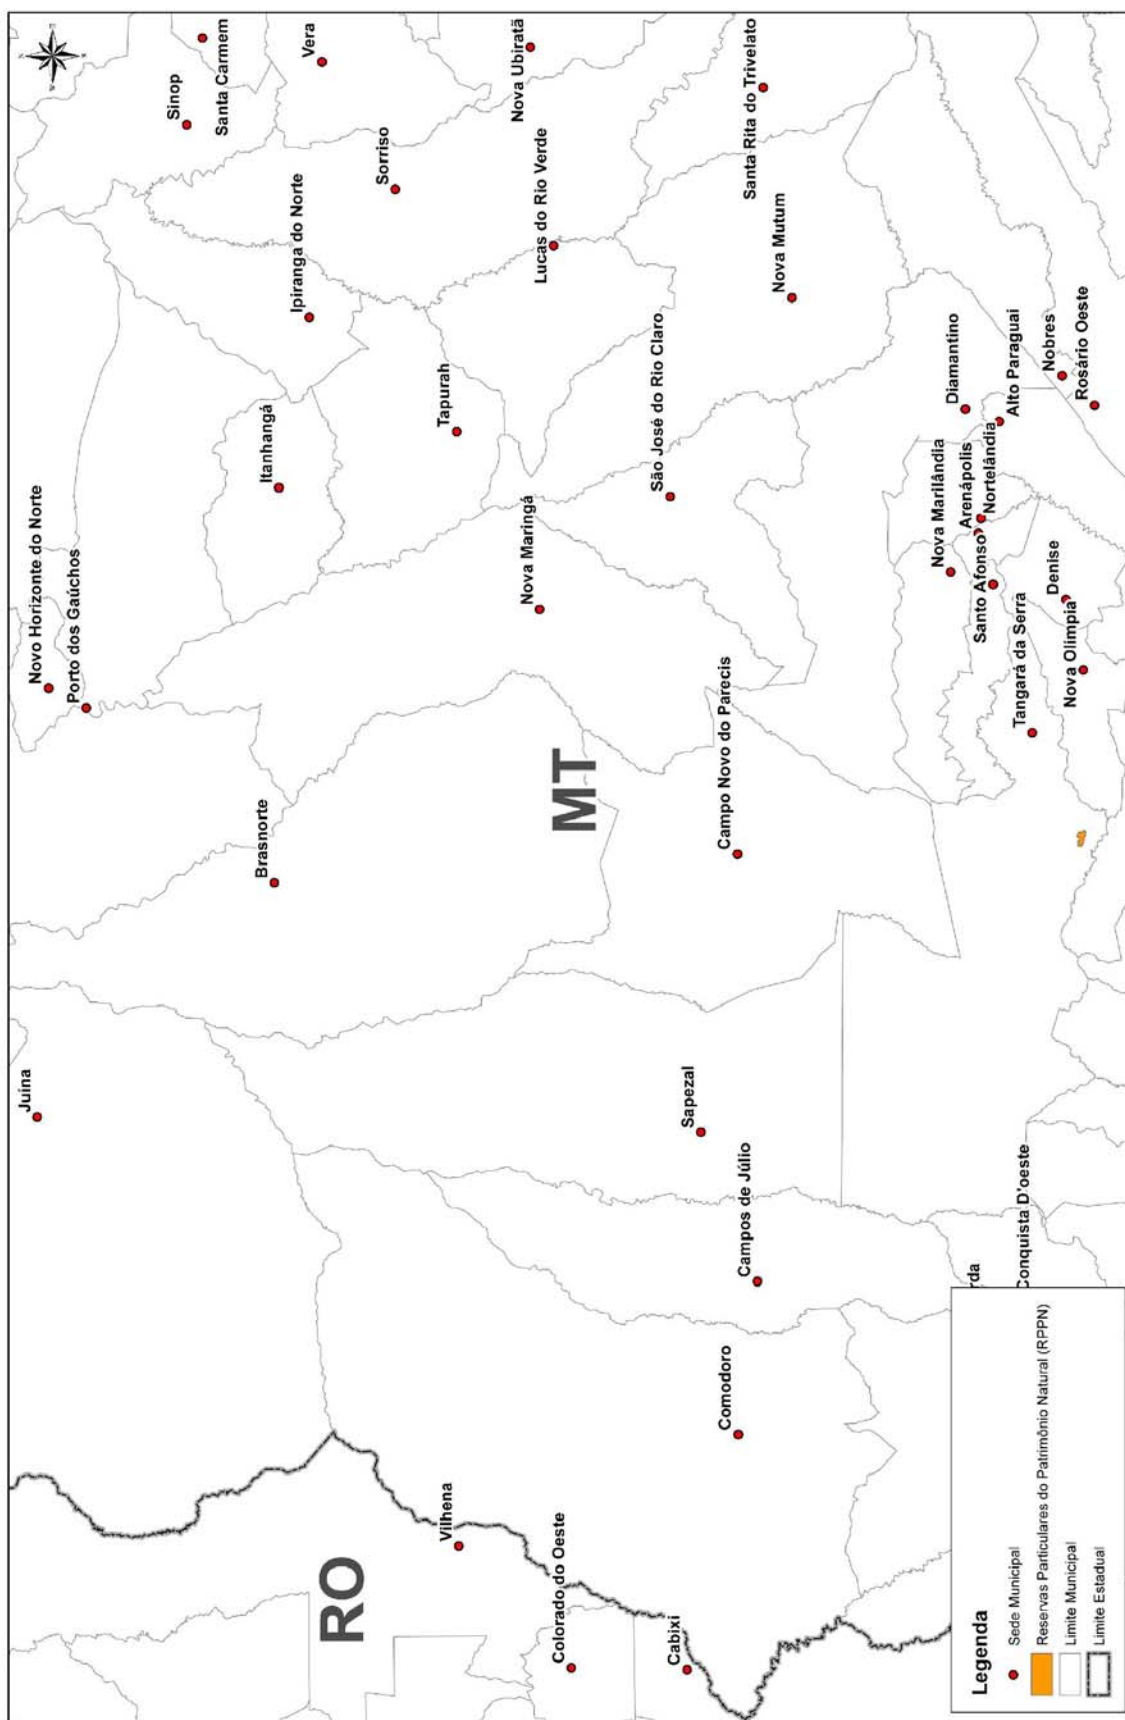 Juína
Novo Horizonte do Norte
Porto dos Gaúchos
Sinop
Santa Carmem
Vera
Brasnorte
Itanhangá
Ipiranga do Norte
Sorriso
RO
Vilhena
Tapurah
Nova Ubiratã
Colorado do Oeste
MT
Nova Maringá
Lucas do Rio Verde
Cabixi
Sapezal
São José do Rio Claro
Comodoro
Campos de Júlio
Campo Novo do Parecis
Nova Mutum
Santa Rita do Trivelato
rda
Conquista D'oeste
Tangará da Serra
Santo Afonso
Nova Marilândia
Arenápolis
Nortelândia
Diamantino
Alto Paraguai
Nova Olímpia
Denise
Nobres
Rosário Oeste
Legenda
Sede Municipal
Reservas Particulares do Patrimônio Natural (RPPN)
Limite Municipal
Limite Estadual